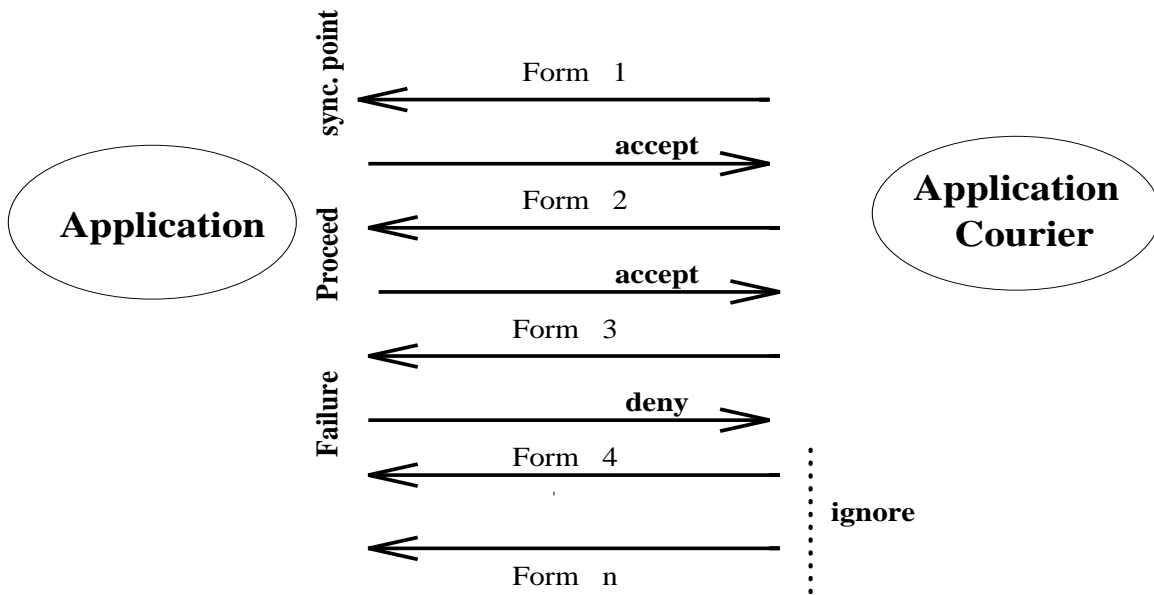 sync. point
Form 1
accept
Application
Application
Courier
Proceed
Form 2
accept
Form 3
Failure
deny
Form 4
ignore
Form n